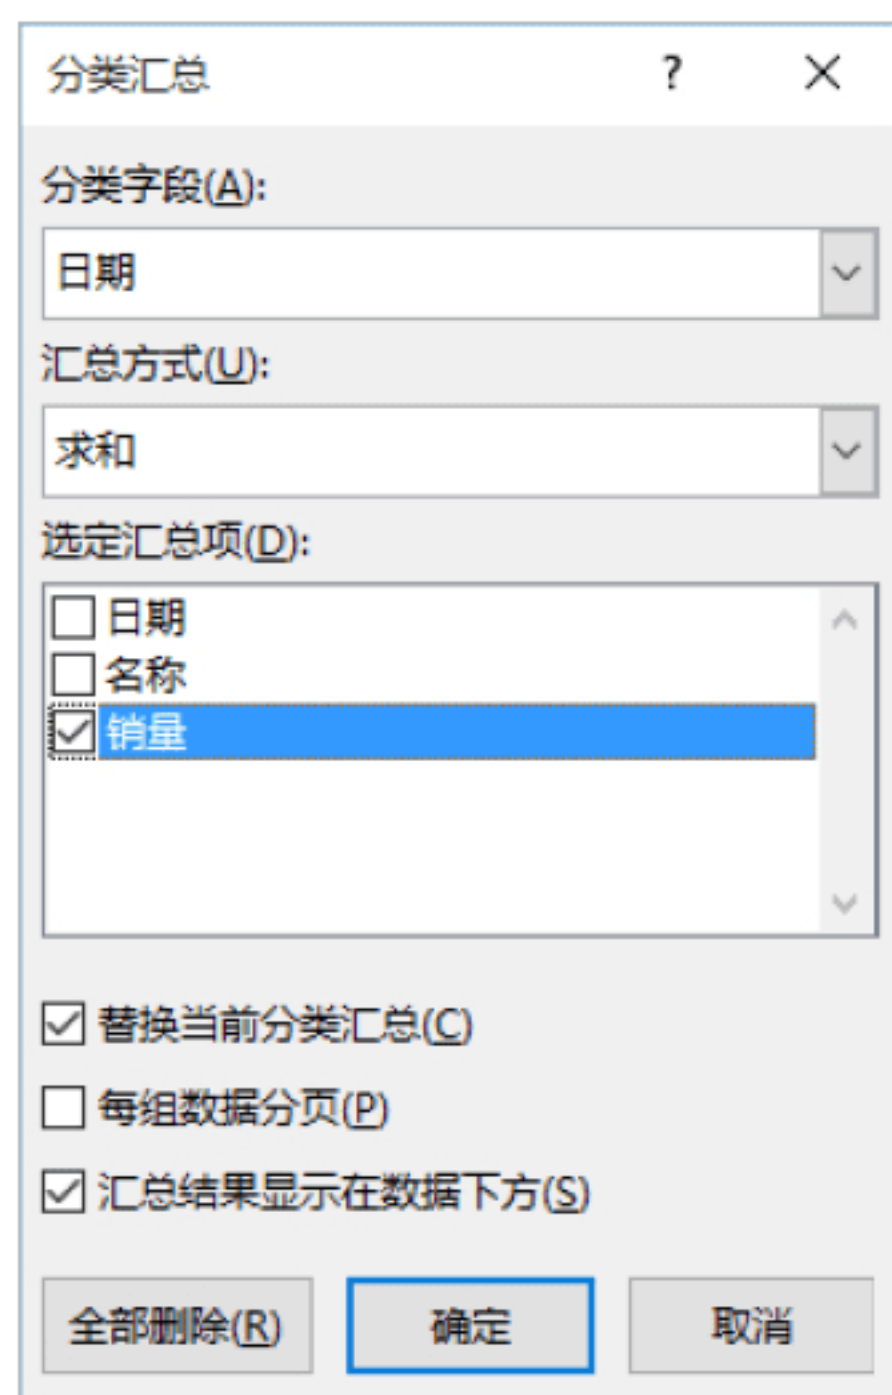 分类汇总 ?
分类字段(A):
日期
汇总方式(U):
求和
选定汇总项(D):
日期
名称
销量
替换当前分类汇总(C)
每组数据分页(P)
汇总结果显示在数据下方(S)
全部删除(R) 确定 取消